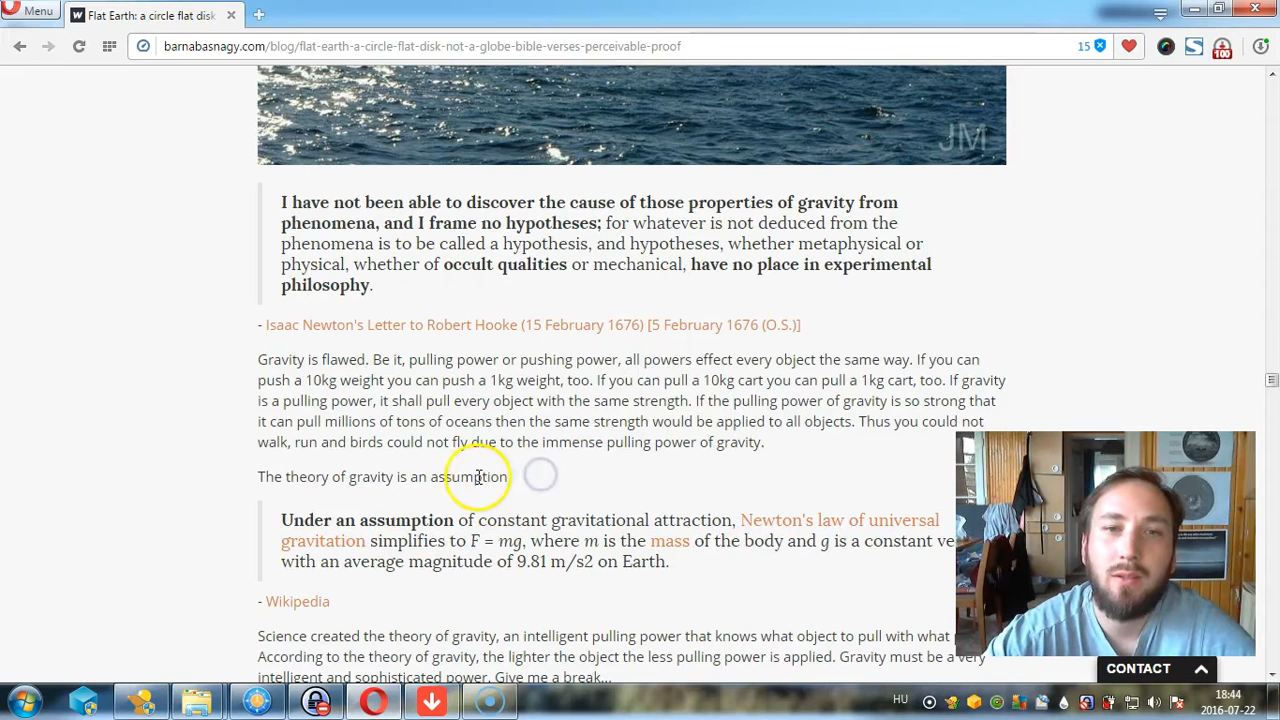 Menu
Flat Earth: a circle flat disk
barnabasnagy.com/blog/flat-earth-a-circle-flat-disk-not-a-globe-bible-verses-perceivable-proof
15
100
JM
I have not been able to discover the cause of those properties of gravity from
phenomena, and I frame no hypotheses; for whatever is not deduced from the
phenomena is to be called a hypothesis, and hypotheses, whether metaphysical or
physical, whether of occult qualities or mechanical, have no place in experimental
philosophy.
- Isaac Newton's Letter to Robert Hooke (15 February 1676) [5 February 1676 (O.S.)]
Gravity is flawed. Be it, pulling power or pushing power, all powers effect every object the same way. If you can
push a 10kg weight you can push a 1kg weight, too. If you can pull a 10kg cart you can pull a 1kg cart, too. If gravity
is a pulling power, it shall pull every object with the same strength. If the pulling power of gravity is so strong that
it can pull millions of tons of oceans then the same strength would be applied to all objects. Thus you could not
walk, run and birds could not fly due to the immense pulling power of gravity.
The theory of gravity is an assumption.
Under an assumption of constant gravitational attraction, Newton's law of universal
gravitation simplifies to F = mg, where m is the mass of the body and g is a constant ve
with an average magnitude of 9.81 m/s2 on Earth.
- Wikipedia
Science created the theory of gravity, an intelligent pulling power that knows what object to pull with what
According to the theory of gravity, the lighter the object the less pulling power is applied. Gravity must be a very
intelligent and sophisticated power. Give me a break...
CONTACT
HU
18:44
2016-07-22